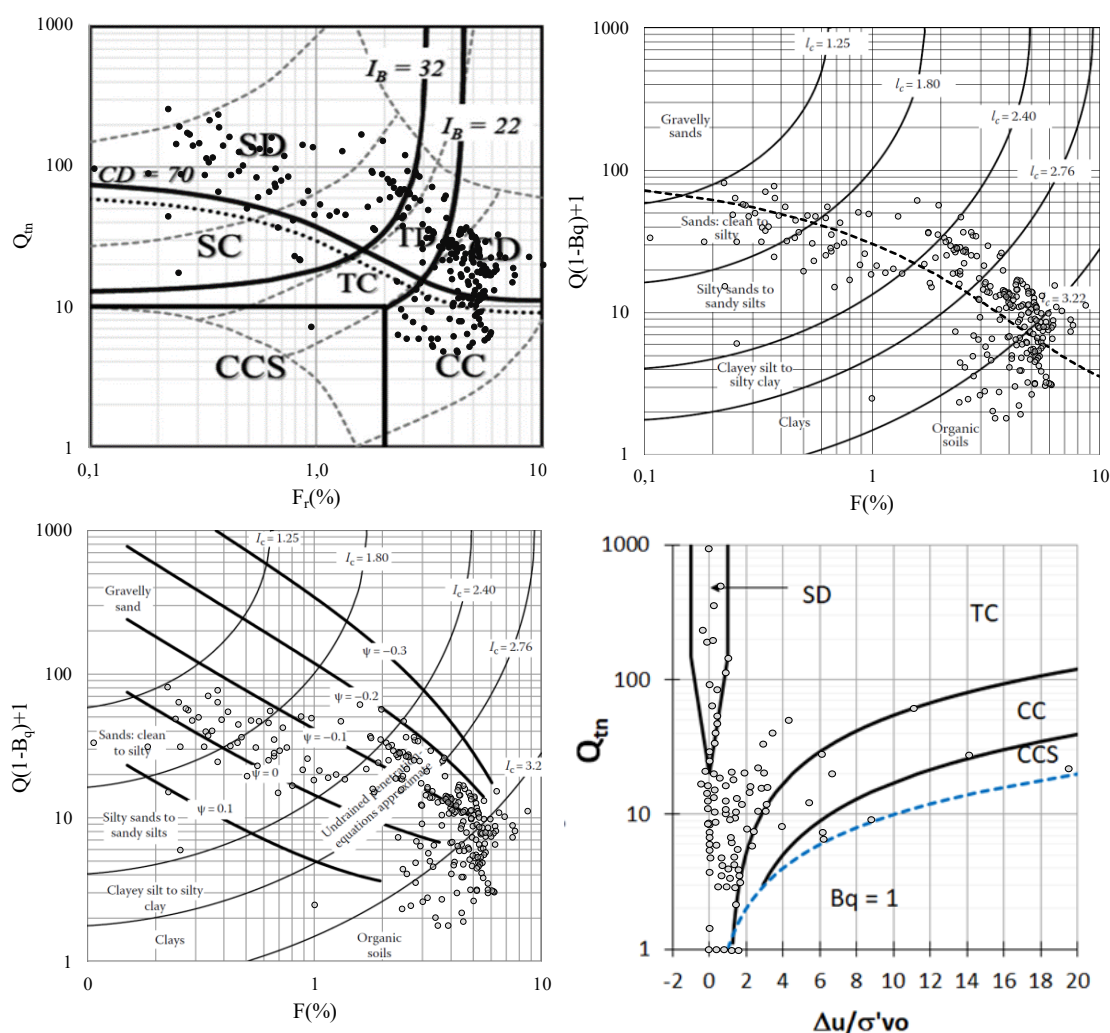 1000
100
10
1
Q_tn
I_B = 32
I_B = 22
SD
CD = 70
SC
TC
CCS
CC
0,1
1,0
10
F_r(%)
1000
100
10
1
Q(1-Bq)+1
I_c = 1.25
I_c = 1.80
I_c = 2.40
I_c = 2.76
3.22
Gravelly
sands
Sands: clean to
silty
Silty sands to
sandy silts
Clayey silt to
silty clay
Clays
Organic
soils
0,1
1
10
F(%)
1000
100
10
1
Q(1-B_q)+1
I_c = 1.25
I_c = 1.80
I_c = 2.40
I_c = 2.76
I_c = 3.2
Gravelly
sand
ψ = −0.3
ψ = −0.2
ψ = −0.1
ψ = 0
ψ = 0.1
Sands: clean
to silty
Undrained penetration-
equations approximate
Silty sands to
sandy silts
Clayey silt to silty
clay
Clays
Organic
soils
0
1
10
F(%)
1000
100
10
1
Q_tn
SD
TC
CC
CCS
Bq = 1
-2 0 2 4 6 8 10 12 14 16 18 20
Δu/σ'vo